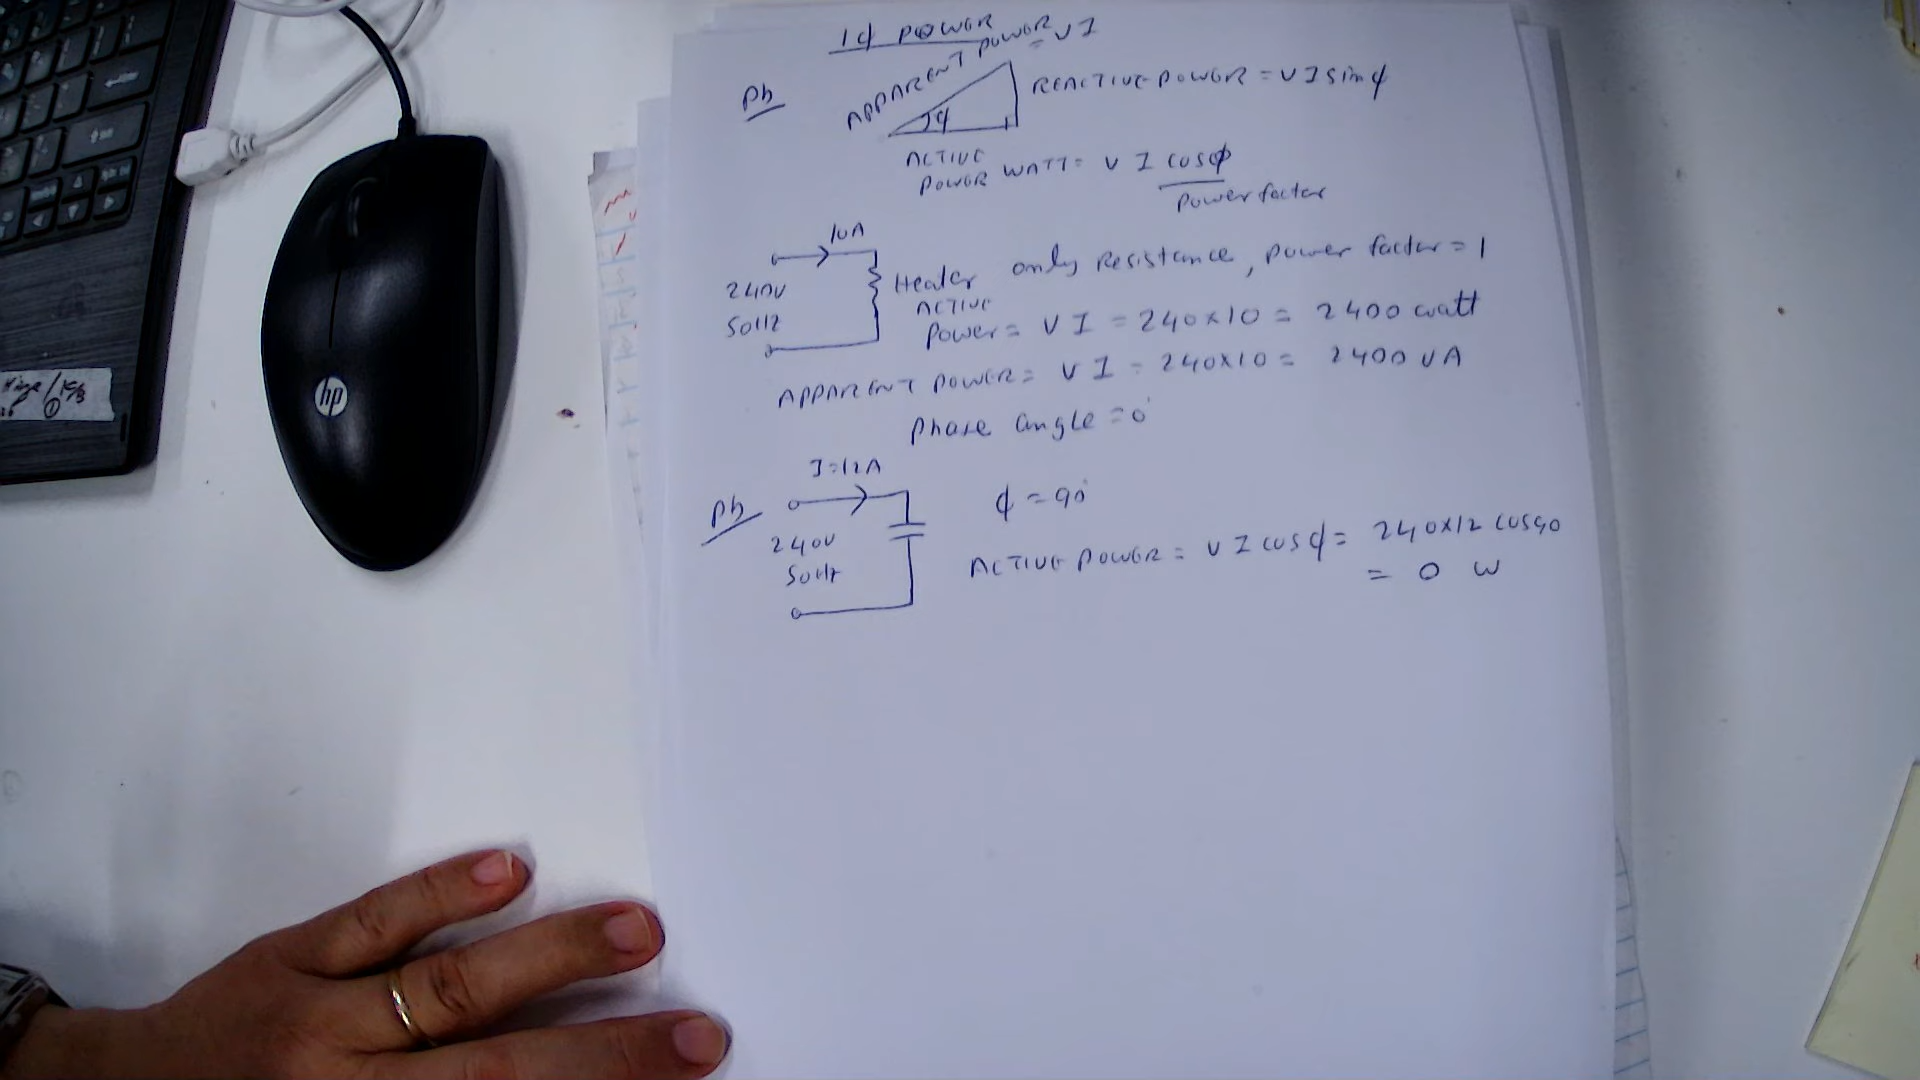 1ϕ POWER
Pb
APPARENT POWER = VI
REACTIVE POWER = VI sin ϕ
ϕ
ACTIVE
POWER WATT = V I cosϕ
Power factor
10A
240V
50HZ
Heater only Resistance, power factor = 1
ACTIVE
Power = V I = 240×10 = 2400 watt
APPARENT POWER = V I = 240×10 = 2400 VA
Phase angle = 0°
Pb
I=12A
240V
50Hz
ϕ = 90°
ACTIVE POWER = V I cos ϕ = 240×12 cos90
= 0 W
hp